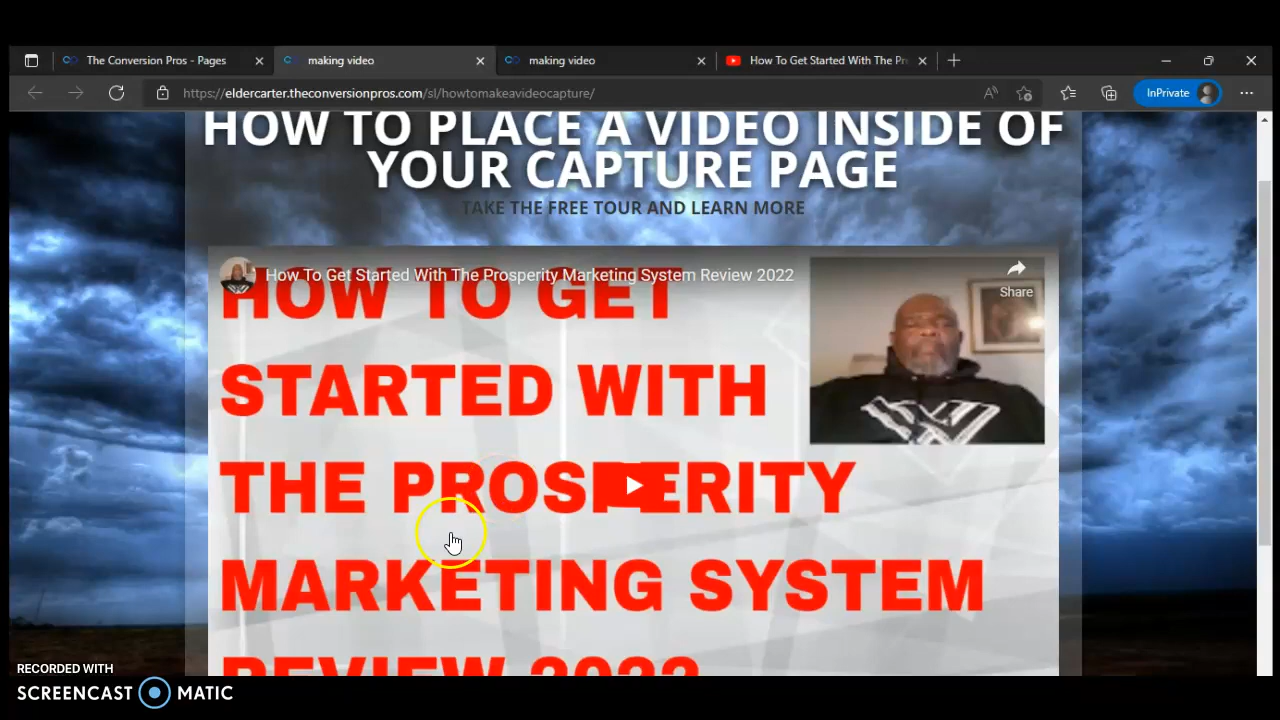 The Conversion Pros - Pages
making video
making video
How To Get Started With The Pr
https://eldercarter.theconversionpros.com/sl/howtomakeavideocapture/
InPrivate
HOW TO PLACE A VIDEO INSIDE OF
YOUR CAPTURE PAGE
TAKE THE FREE TOUR AND LEARN MORE
How To Get Started With The Prosperity Marketing System Review 2022
Share
HOW TO GET
STARTED WITH
THE PROSPERITY
MARKETING SYSTEM
REVIEW 2022
RECORDED WITH
SCREENCAST MATIC